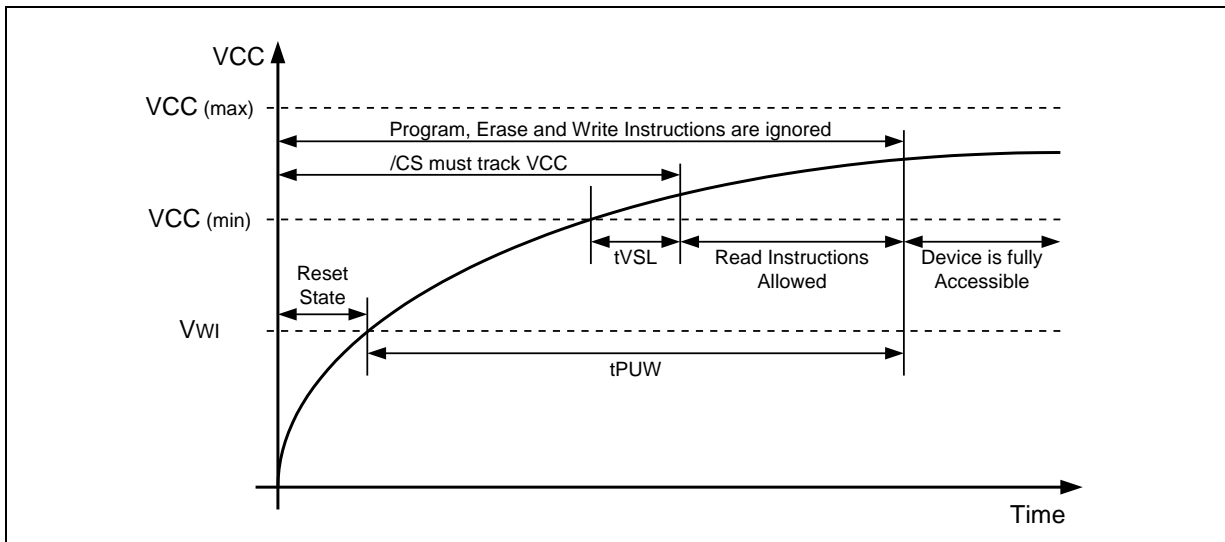 VCC
VCC (max)
Program, Erase and Write Instructions are ignored
/CS must track VCC
VCC (min)
tVSL
Read Instructions
Allowed
Device is fully
Accessible
Reset
State
VWI
tPUW
Time